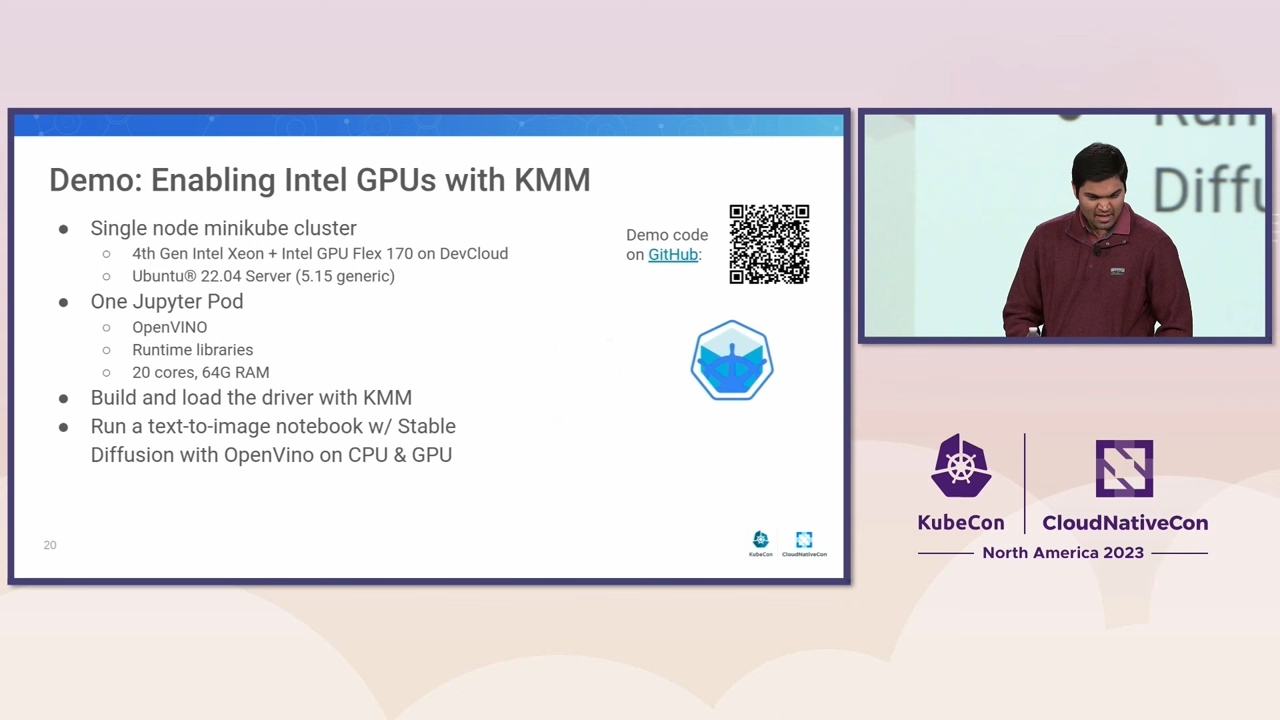 Demo: Enabling Intel GPUs with KMM
● Single node minikube cluster
○ 4th Gen Intel Xeon + Intel GPU Flex 170 on DevCloud
○ Ubuntu® 22.04 Server (5.15 generic)
● One Jupyter Pod
○ OpenVINO
○ Runtime libraries
○ 20 cores, 64G RAM
● Build and load the driver with KMM
● Run a text-to-image notebook w/ Stable
Diffusion with OpenVino on CPU & GPU
Demo code
on GitHub:
20
KubeCon
CloudNativeCon
Run
Diffu
KubeCon
CloudNativeCon
North America 2023